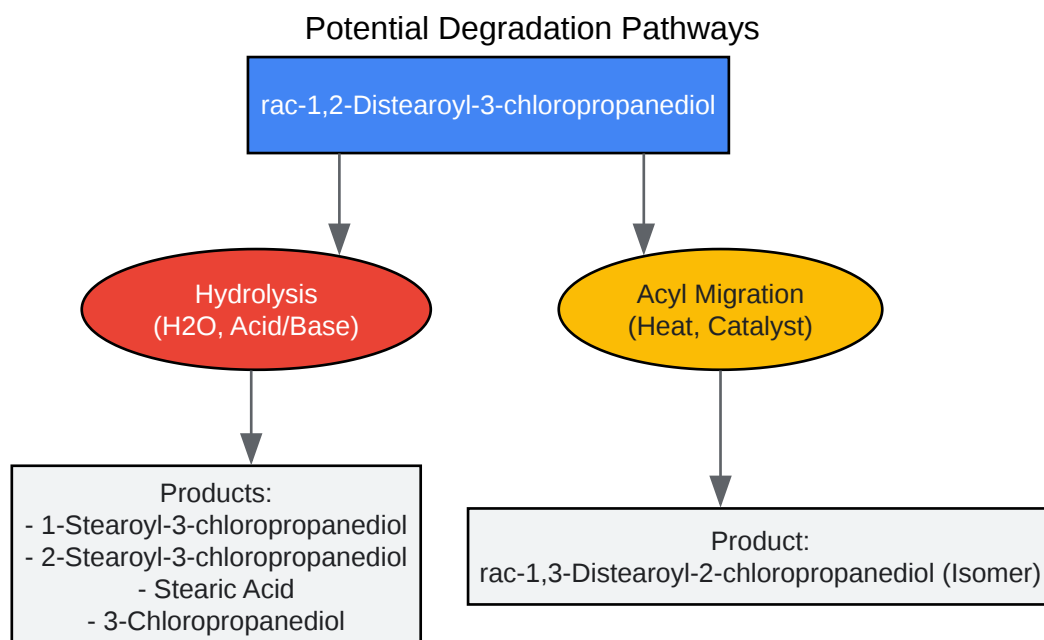 Potential Degradation Pathways
rac-1,2-Distearoyl-3-chloropropanediol
Hydrolysis
(H2O, Acid/Base)
Acyl Migration
(Heat, Catalyst)
Products:
- 1-Stearoyl-3-chloropropanediol
- 2-Stearoyl-3-chloropropanediol
- Stearic Acid
- 3-Chloropropanediol
Product:
rac-1,3-Distearoyl-2-chloropropanediol (Isomer)